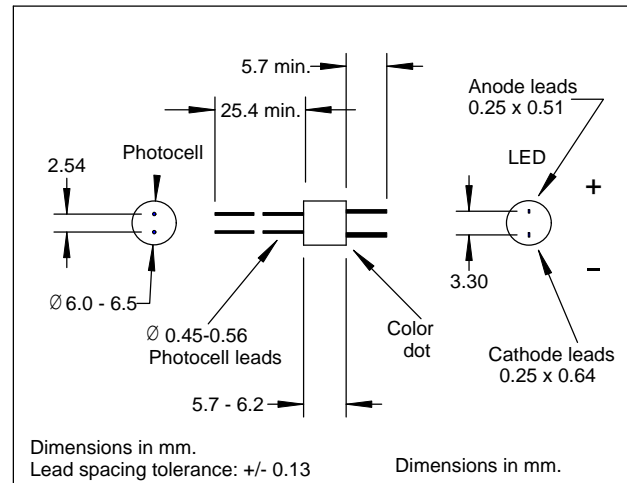 5.7 min.
25.4 min.
Anode leads
0.25 x 0.51
Photocell
LED
2.54
+
3.30
−
Ø 6.0 - 6.5
Ø 0.45-0.56
Photocell leads
Color
dot
Cathode leads
0.25 x 0.64
5.7 - 6.2
Dimensions in mm.
Lead spacing tolerance: +/- 0.13
Dimensions in mm.